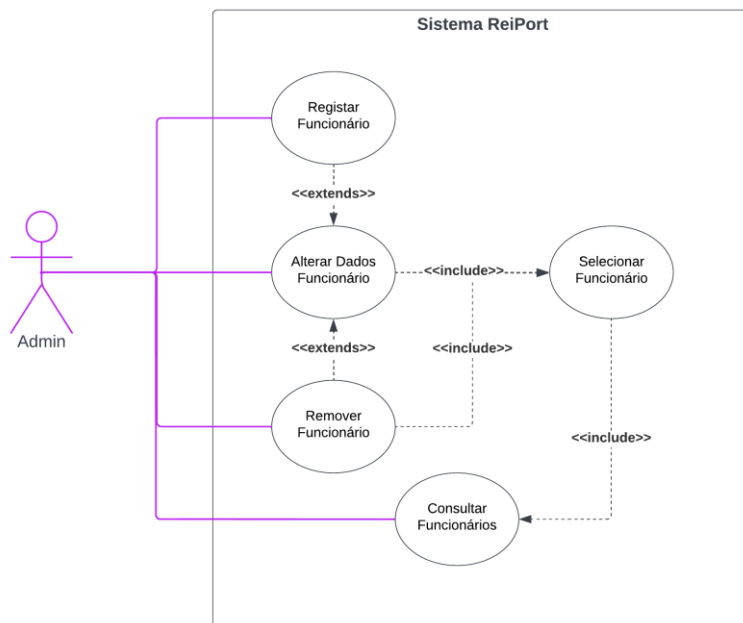 Sistema ReiPort
Registar
Funcionário
<<extends>>
Alterar Dados
Funcionário
<<include>>
Selecionar
Funcionário
Admin
<<extends>>
<<include>>
Remover
Funcionário
<<include>>
Consultar
Funcionários